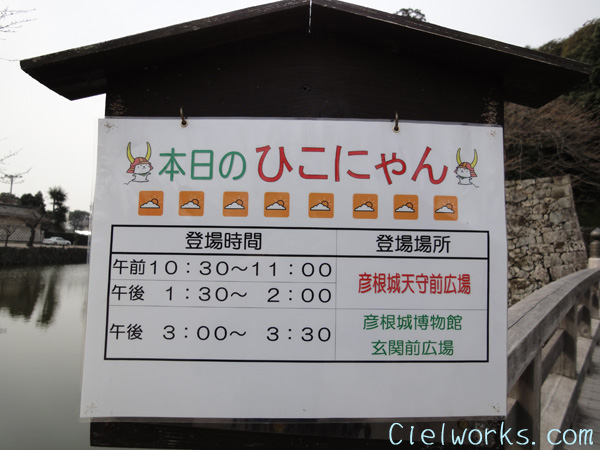 本日の ひこにゃん
登場時間 登場場所
午前10:30〜11:00 彦根城天守前広場
午後 1:30〜 2:00
午後 3:00〜 3:30 彦根城博物館
玄関前広場
Cielworks.com